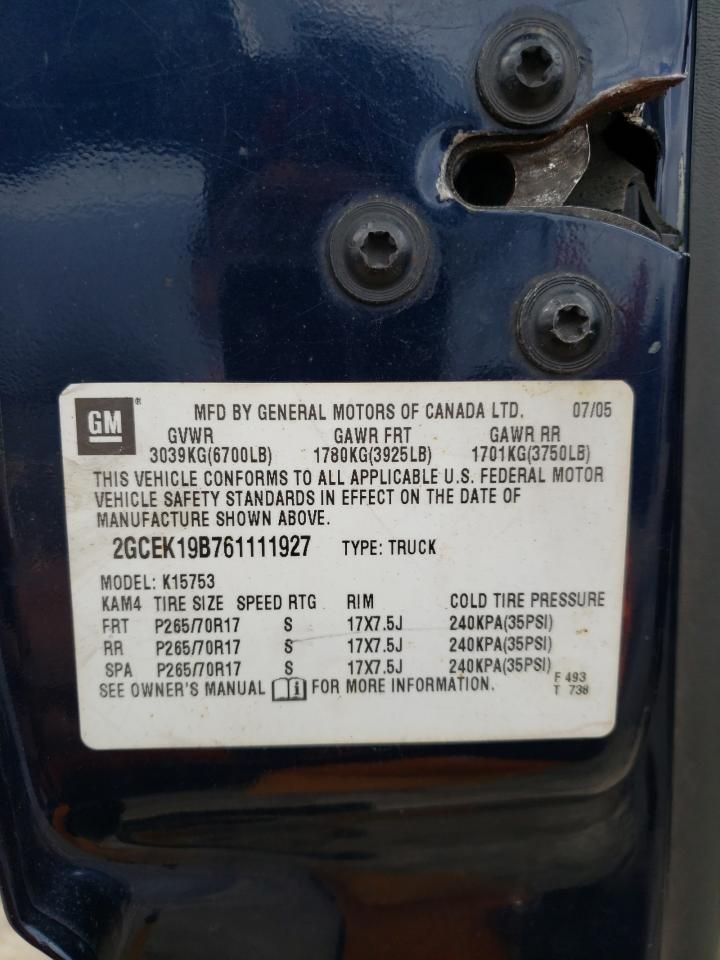 GM ® MFD BY GENERAL MOTORS OF CANADA LTD. 07/05
GVWR GAWR FRT GAWR RR
3039KG(6700LB) 1780KG(3925LB) 1701KG(3750LB)
THIS VEHICLE CONFORMS TO ALL APPLICABLE U.S. FEDERAL MOTOR
VEHICLE SAFETY STANDARDS IN EFFECT ON THE DATE OF
MANUFACTURE SHOWN ABOVE.
2GCEK19B761111927 TYPE: TRUCK
MODEL: K15753
KAM4 TIRE SIZE SPEED RTG RIM COLD TIRE PRESSURE
FRT P265/70R17 S 17X7.5J 240KPA(35PSI)
RR P265/70R17 S 17X7.5J 240KPA(35PSI)
SPA P265/70R17 S 17X7.5J 240KPA(35PSI)
SEE OWNER'S MANUAL FOR MORE INFORMATION. F 493
T 738